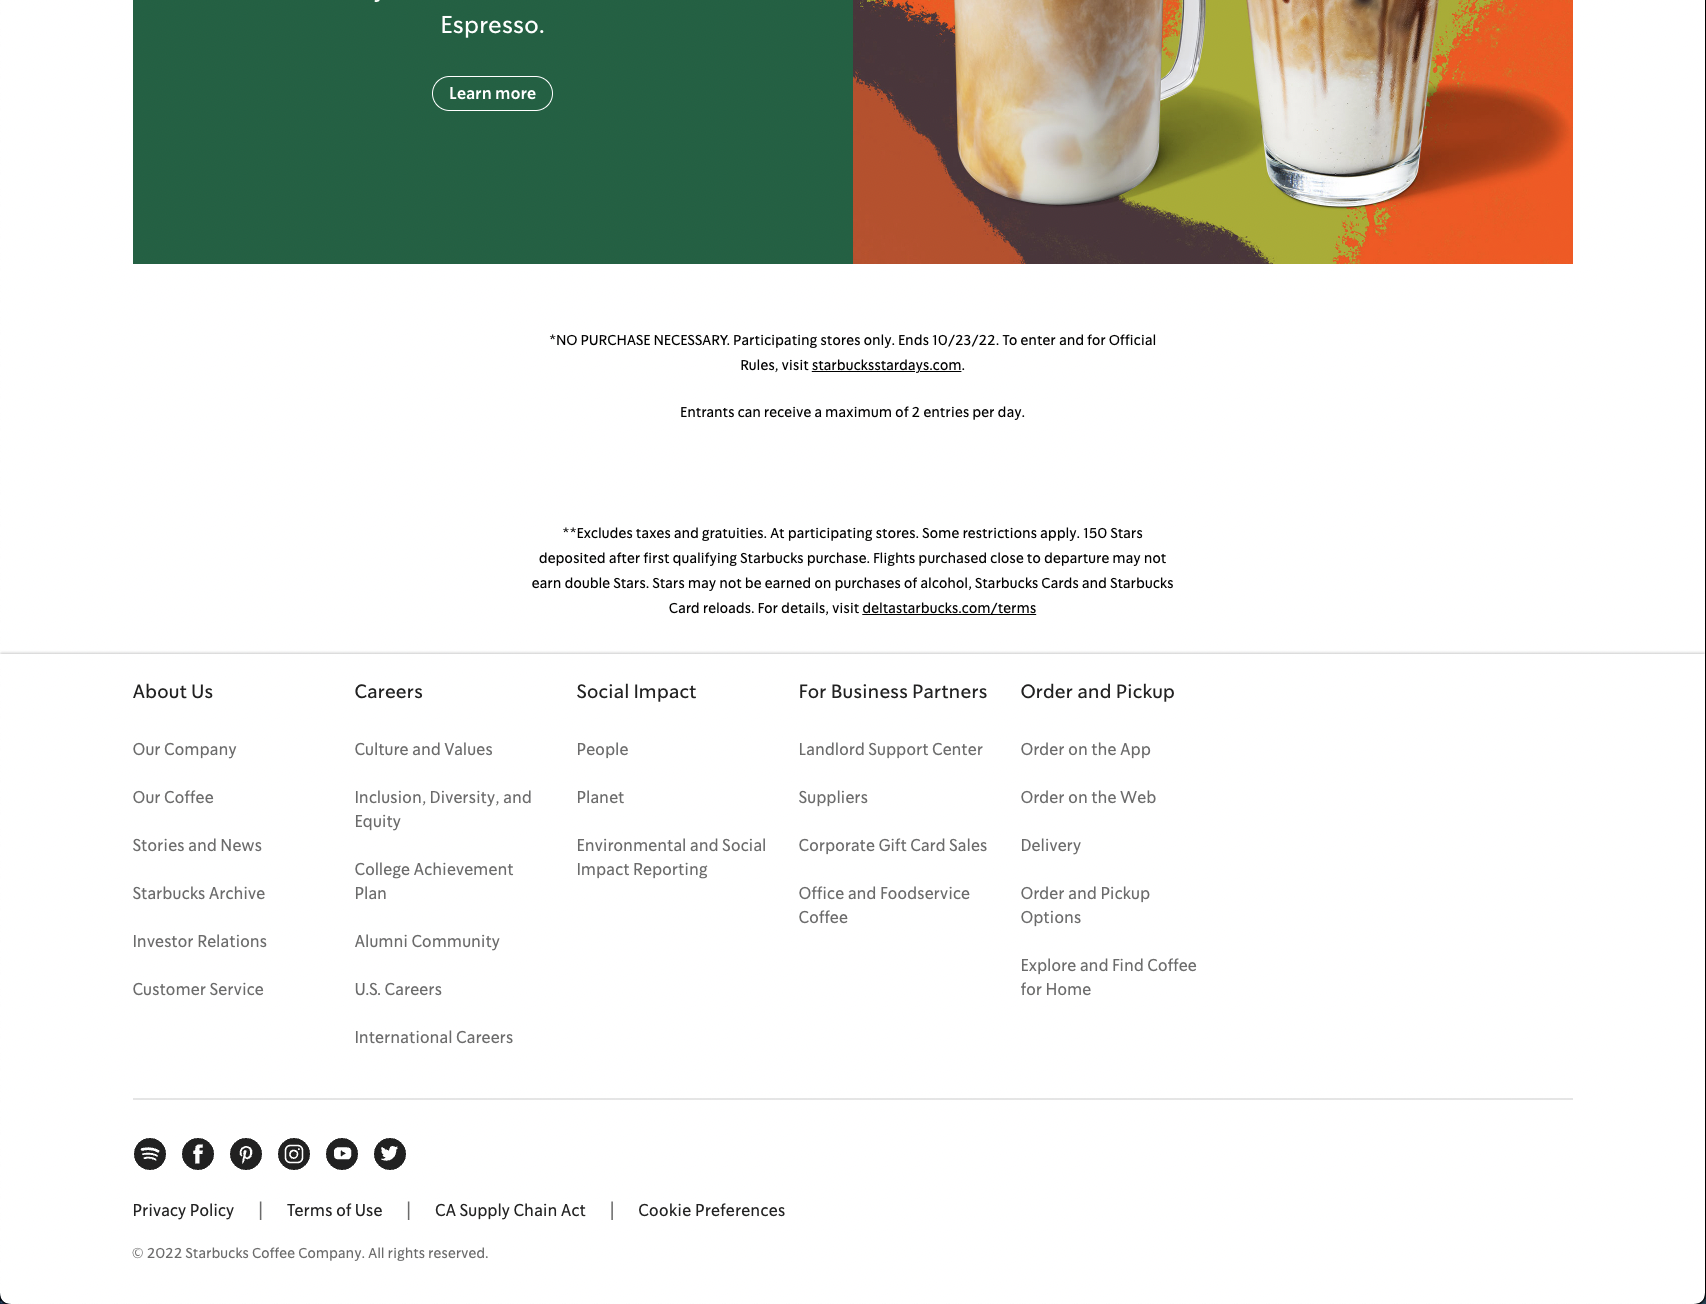 Espresso.
Learn more
*NO PURCHASE NECESSARY. Participating stores only. Ends 10/23/22. To enter and for Official
Rules, visit starbucksstardays.com.
Entrants can receive a maximum of 2 entries per day.
**Excludes taxes and gratuities. At participating stores. Some restrictions apply. 150 Stars
deposited after first qualifying Starbucks purchase. Flights purchased close to departure may not
earn double Stars. Stars may not be earned on purchases of alcohol, Starbucks Cards and Starbucks
Card reloads. For details, visit deltastarbucks.com/terms
About Us
Our Company
Our Coffee
Stories and News
Starbucks Archive
Investor Relations
Customer Service
Careers
Culture and Values
Inclusion, Diversity, and
Equity
College Achievement
Plan
Alumni Community
U.S. Careers
International Careers
Social Impact
People
Planet
Environmental and Social
Impact Reporting
For Business Partners
Landlord Support Center
Suppliers
Corporate Gift Card Sales
Office and Foodservice
Coffee
Order and Pickup
Order on the App
Order on the Web
Delivery
Order and Pickup
Options
Explore and Find Coffee
for Home
Privacy Policy | Terms of Use | CA Supply Chain Act | Cookie Preferences
© 2022 Starbucks Coffee Company. All rights reserved.